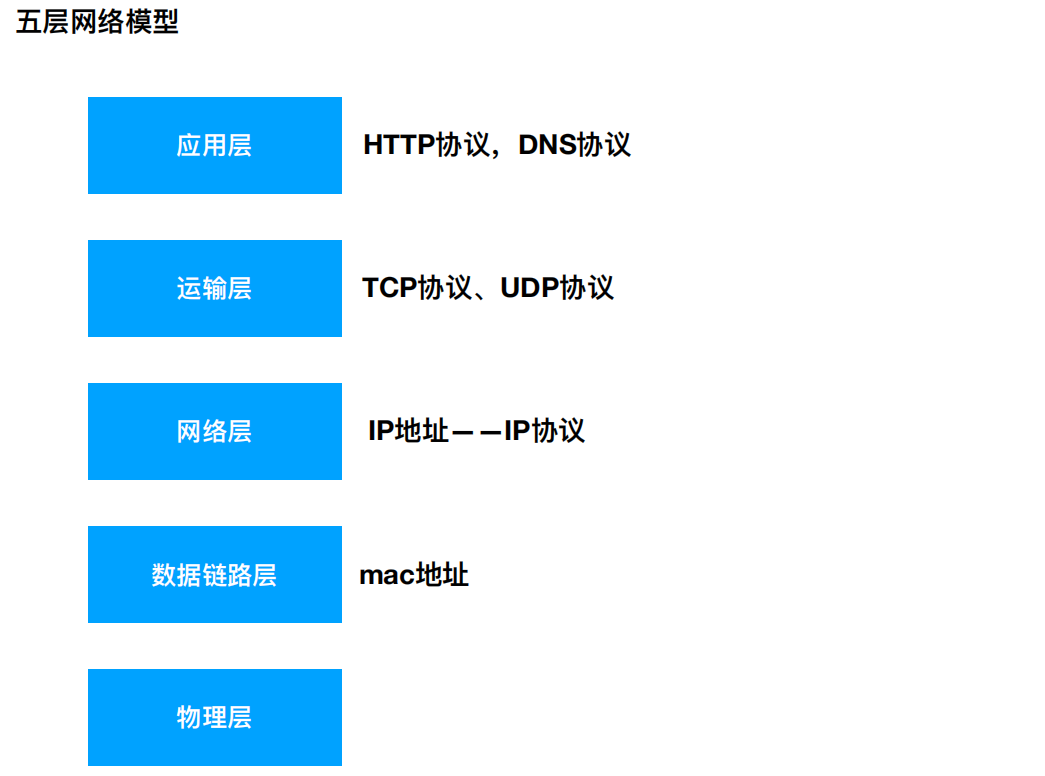 五层网络模型
应用层 HTTP协议，DNS协议
运输层 TCP协议、UDP协议
网络层 IP地址——IP协议
数据链路层 mac地址
物理层